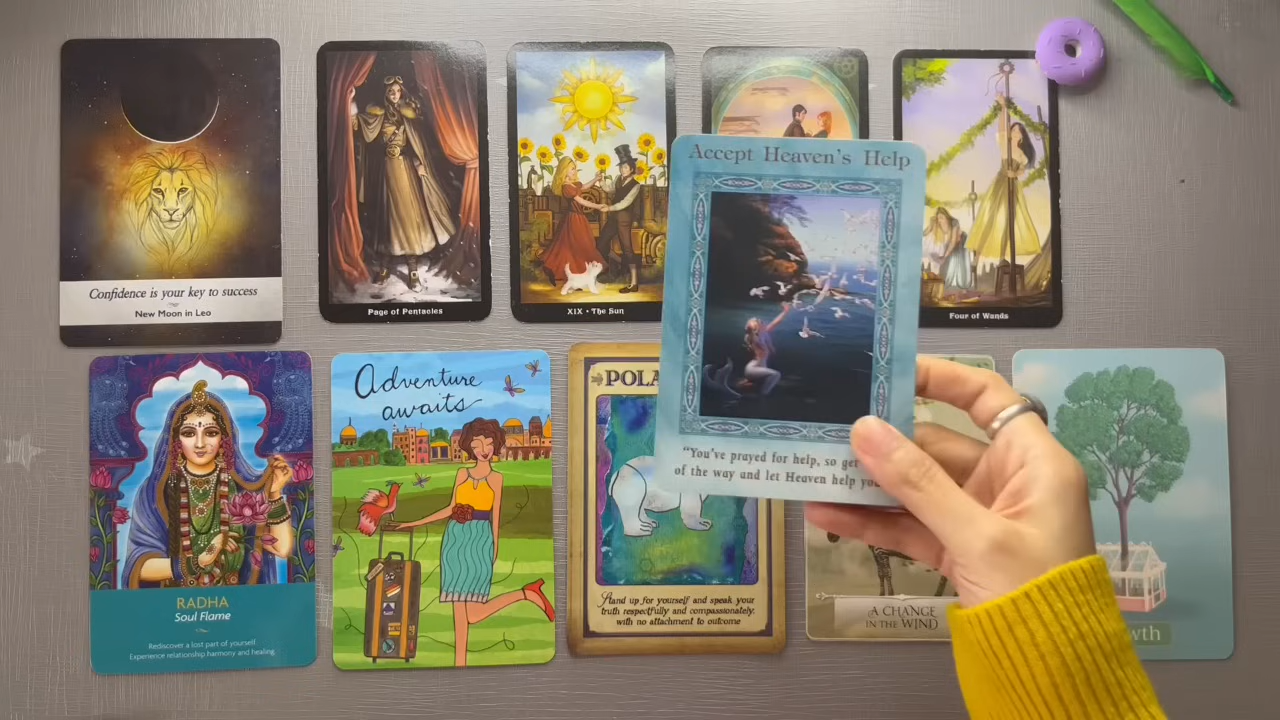 Confidence is your key to success
New Moon in Leo
Page of Pentacles
XIX • The Sun
Four of Wands
Accept Heaven's Help
"You've prayed for help, so get
of the way and let Heaven help
RADHA
Soul Flame
Rediscover a lost part of yourself.
Experience relationship harmony and healing.
Adventure
awaits
Stand up for yourself and speak your
truth respectfully and compassionately,
with no attachment to outcome
A CHANGE
IN THE WIND